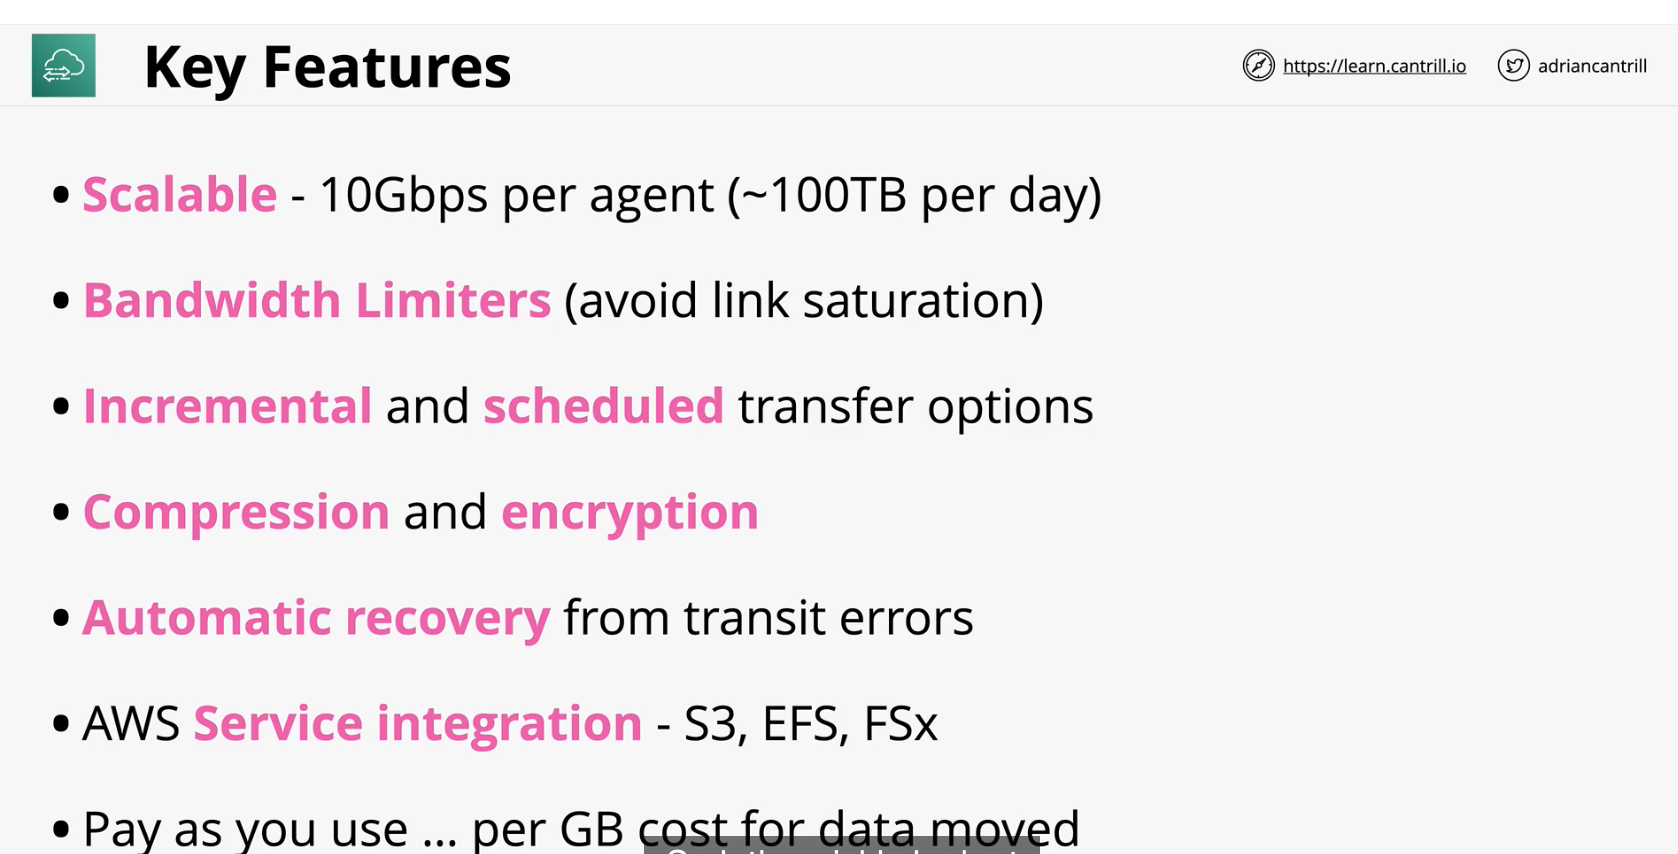 Key Features
https://learn.cantrill.io
adriancantrill
• Scalable - 10Gbps per agent (~100TB per day)
• Bandwidth Limiters (avoid link saturation)
• Incremental and scheduled transfer options
• Compression and encryption
• Automatic recovery from transit errors
• AWS Service integration - S3, EFS, FSx
• Pay as you use ... per GB cost for data moved